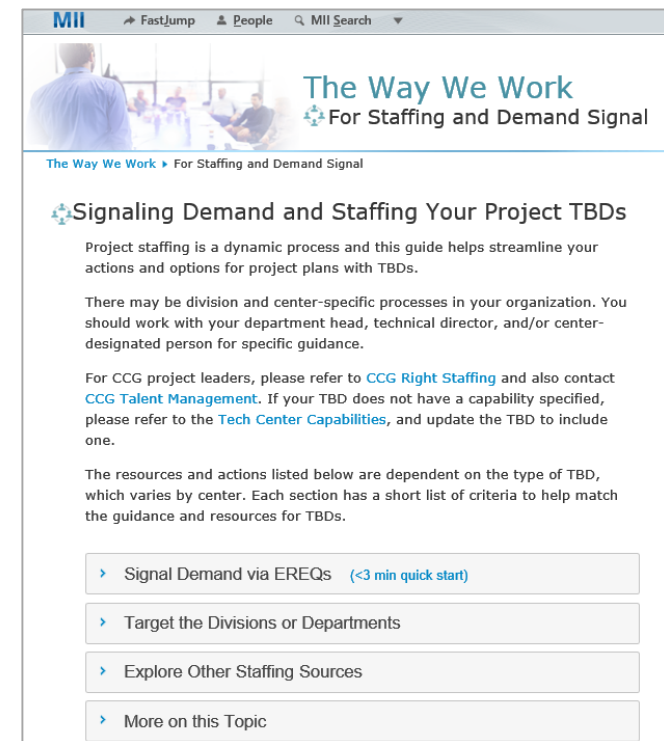 MII FastJump People MII Search
The Way We Work
For Staffing and Demand Signal
The Way We Work For Staffing and Demand Signal
Signaling Demand and Staffing Your Project TBDs
Project staffing is a dynamic process and this guide helps streamline your
actions and options for project plans with TBDs.
There may be division and center-specific processes in your organization. You
should work with your department head, technical director, and/or center-
designated person for specific guidance.
For CCG project leaders, please refer to CCG Right Staffing and also contact
CCG Talent Management. If your TBD does not have a capability specified,
please refer to the Tech Center Capabilities, and update the TBD to include
one.
The resources and actions listed below are dependent on the type of TBD,
which varies by center. Each section has a short list of criteria to help match
the guidance and resources for TBDs.
Signal Demand via EREQs (<3 min quick start)
Target the Divisions or Departments
Explore Other Staffing Sources
More on this Topic